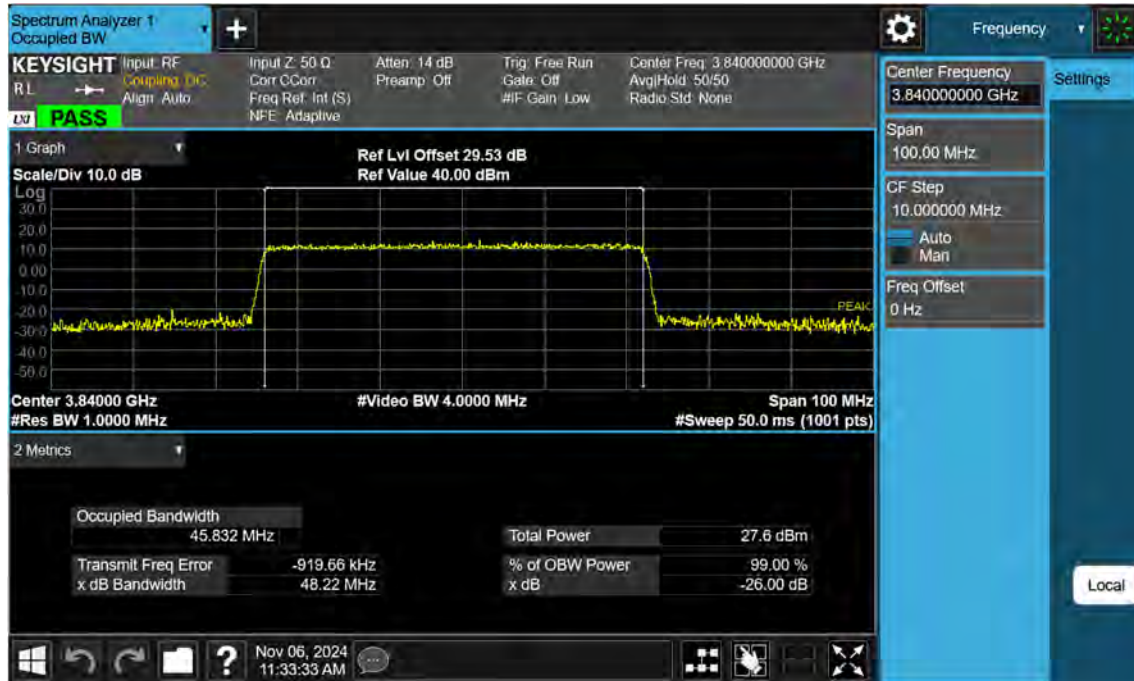 Spectrum Analyzer 1
Occupied BW
+
Frequency
KEYSIGHT Input: RF
RL Coupling: DC
Align: Auto
LXI PASS
Input Z: 50 Ω
Corr CCorr
Freq Ref: Int (S)
NFE: Adaptive
Atten: 14 dB
Preamp: Off
Trig: Free Run
Gate: Off
#IF Gain: Low
Center Freq: 3.840000000 GHz
Avg|Hold: 50/50
Radio Std: None
Center Frequency
3.840000000 GHz
Settings
Span
100.00 MHz
CF Step
10.000000 MHz
Auto
Man
Freq Offset
0 Hz
Local
1 Graph
Scale/Div 10.0 dB
Ref Lvl Offset 29.53 dB
Ref Value 40.00 dBm
Log
30.0
20.0
10.0
0.00
-10.0
-20.0
-30.0
-40.0
-50.0
PEAK
Center 3.84000 GHz
#Video BW 4.0000 MHz
Span 100 MHz
#Res BW 1.0000 MHz
#Sweep 50.0 ms (1001 pts)
2 Metrics
Occupied Bandwidth
45.832 MHz
Total Power 27.6 dBm
Transmit Freq Error -919.66 kHz
% of OBW Power 99.00 %
x dB Bandwidth 48.22 MHz
x dB -26.00 dB
?
Nov 06, 2024
11:33:33 AM